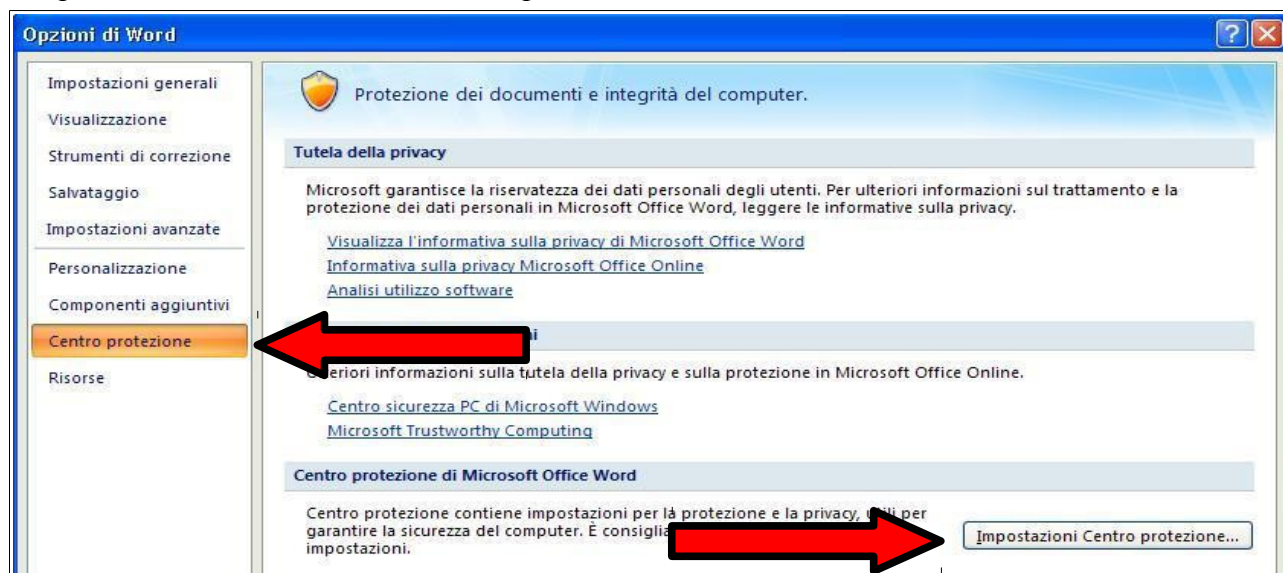 Opzioni di Word
Impostazioni generali
Visualizzazione
Strumenti di correzione
Salvataggio
Impostazioni avanzate
Personalizzazione
Componenti aggiuntivi
Centro protezione
Risorse
Protezione dei documenti e integrità del computer.
Tutela della privacy
Microsoft garantisce la riservatezza dei dati personali degli utenti. Per ulteriori informazioni sul trattamento e la
protezione dei dati personali in Microsoft Office Word, leggere le informative sulla privacy.
Visualizza l'informativa sulla privacy di Microsoft Office Word
Informativa sulla privacy Microsoft Office Online
Analisi utilizzo software
informazioni sulla tutela della privacy e sulla protezione in Microsoft Office Online.
Centro sicurezza PC di Microsoft Windows
Microsoft Trustworthy Computing
Centro protezione di Microsoft Office Word
Centro protezione contiene impostazioni per la protezione e la privacy, utili per
garantire la sicurezza del computer. È
impostazioni.
Impostazioni Centro protezione...